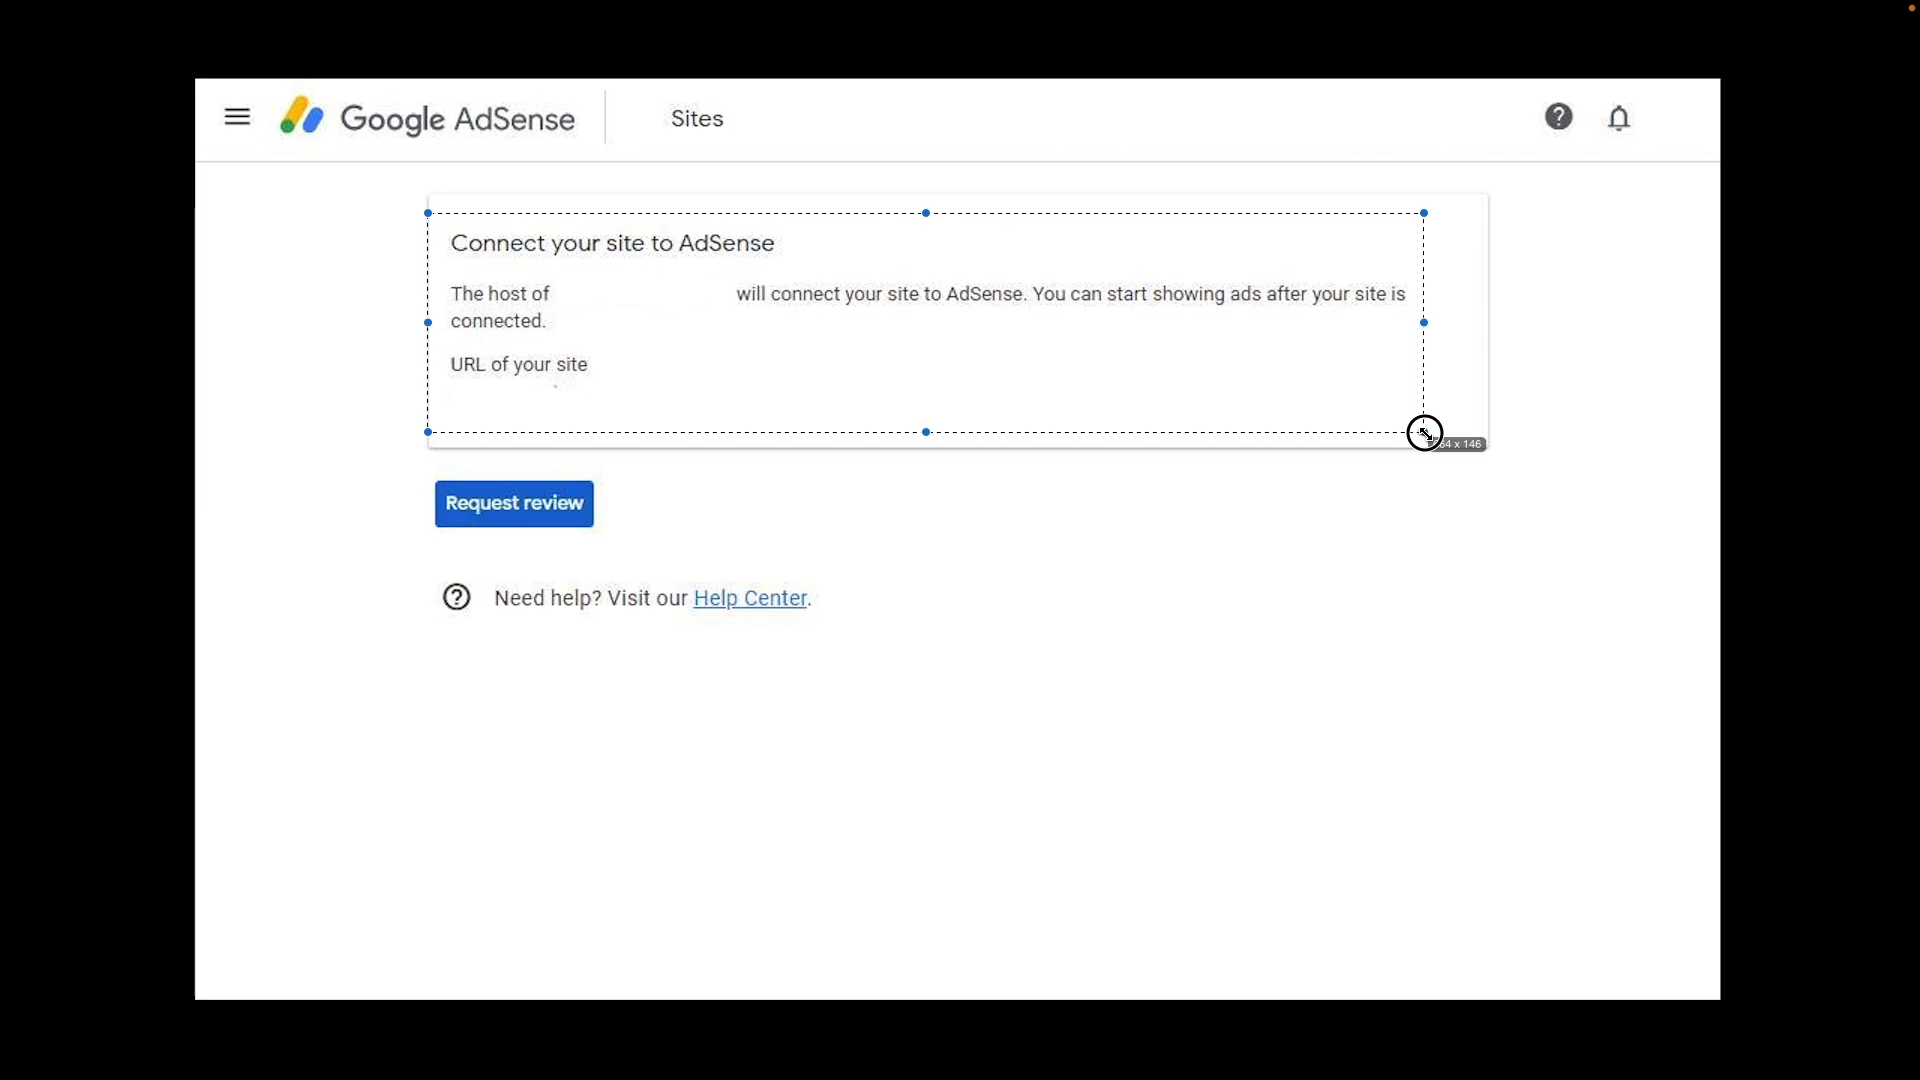 Google AdSense
Sites
Connect your site to AdSense
The host of will connect your site to AdSense. You can start showing ads after your site is
connected.
URL of your site
64 x 146
Request review
Need help? Visit our Help Center.